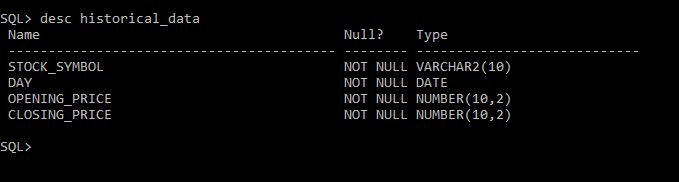 SQL> desc historical_data
 Name                                      Null?    Type
 ----------------------------------------- -------- ----------------------------
 STOCK_SYMBOL                              NOT NULL VARCHAR2(10)
 DAY                                       NOT NULL DATE
 OPENING_PRICE                             NOT NULL NUMBER(10,2)
 CLOSING_PRICE                             NOT NULL NUMBER(10,2)
SQL>